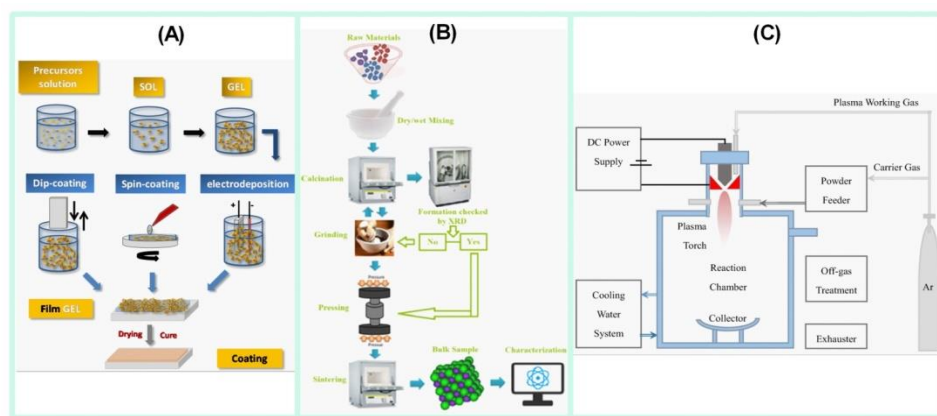 (A)
Precursors
solution
SOL
GEL
Dip-coating
Spin-coating
electrodeposition
+
-
Film GEL
Drying
Cure
Coating
(B)
Raw Materials
Dry/wet Mixing
Calcination
Formation checked
by XRD
Grinding
No
Yes
Pressure
Pressing
Pressure
Sintering
Bulk Sample
Characterization
(C)
Plasma Working Gas
DC Power
Supply
Carrier Gas
Powder
Feeder
Plasma
Torch
Reaction
Chamber
Off-gas
Treatment
Ar
Cooling
Water
System
Collector
Exhauster